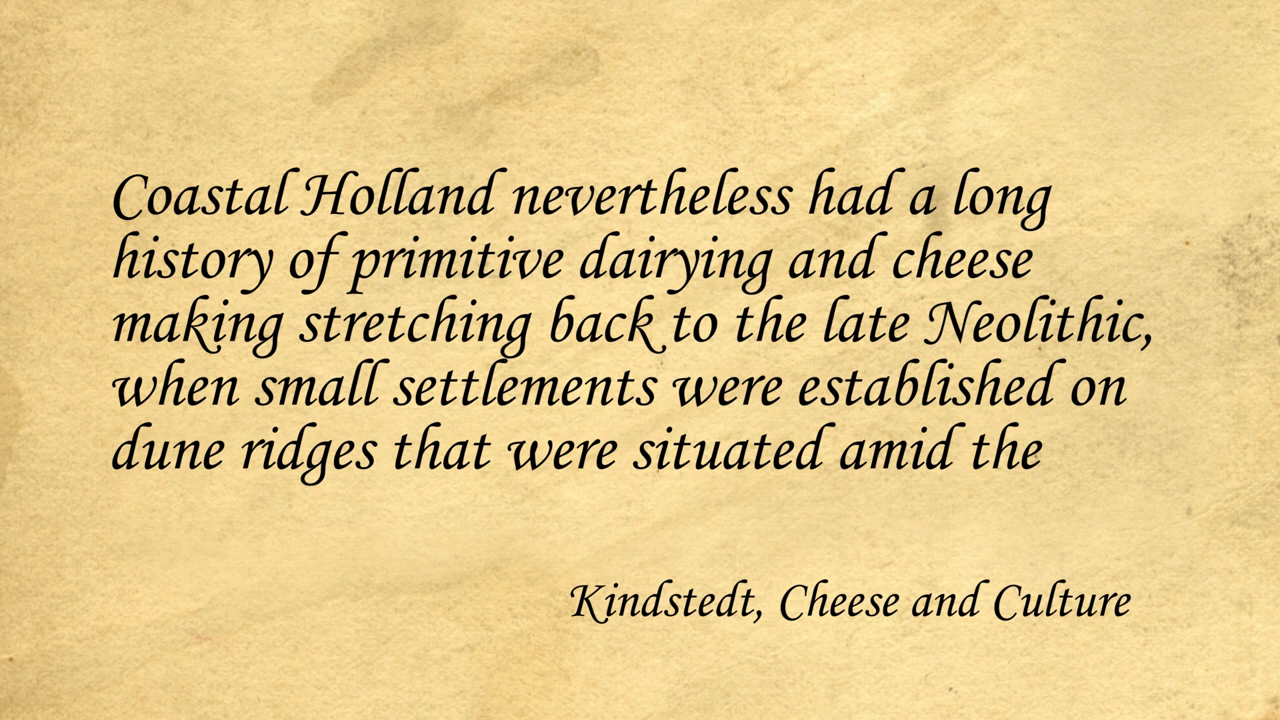 Coastal Holland nevertheless had a long
history of primitive dairying and cheese
making stretching back to the late Neolithic,
when small settlements were established on
dune ridges that were situated amid the
Kindstedt, Cheese and Culture